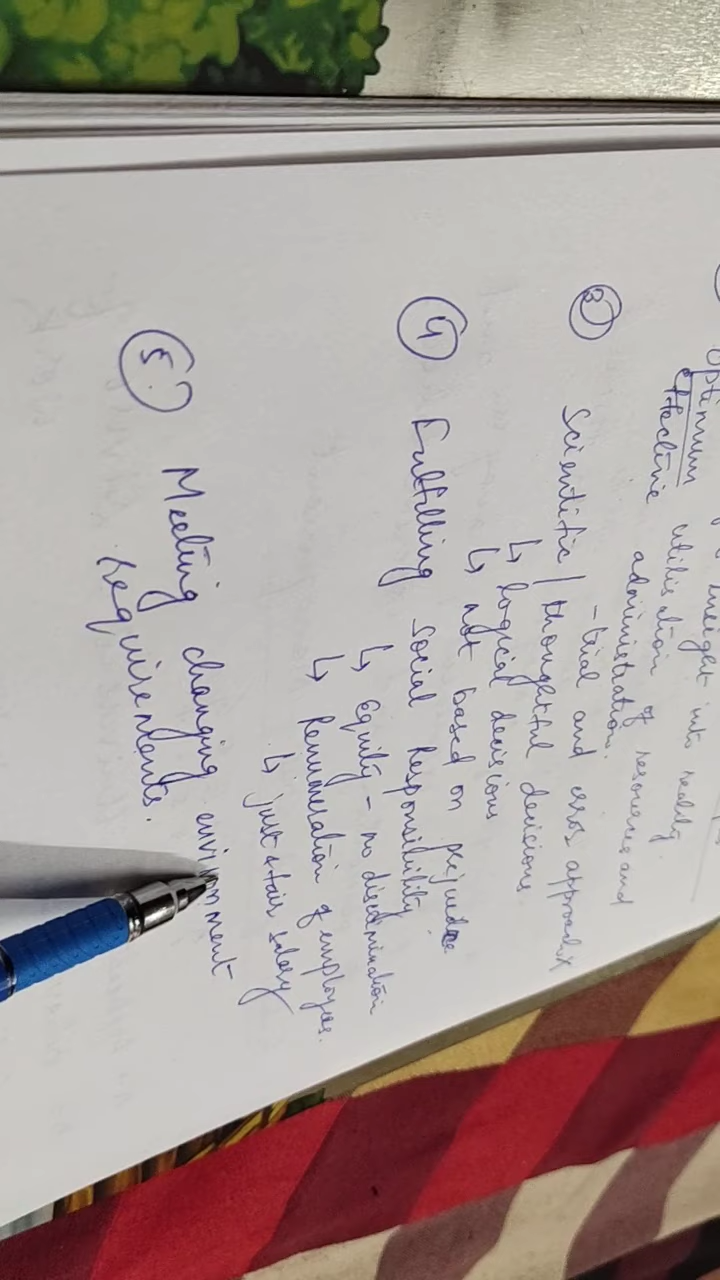 insight into reality
Optimum utilisation of resources and
effective administration.
- trial and error approach X
③ Scientific / thoughtful decisions
↳ logical decisions
↳ not based on prejudice
④ Fulfilling Social Responsibility
↳ Equity - no discrimination
↳ Remuneration of employees.
↳ just & fair salary
⑤ Meeting changing environment
requirements.